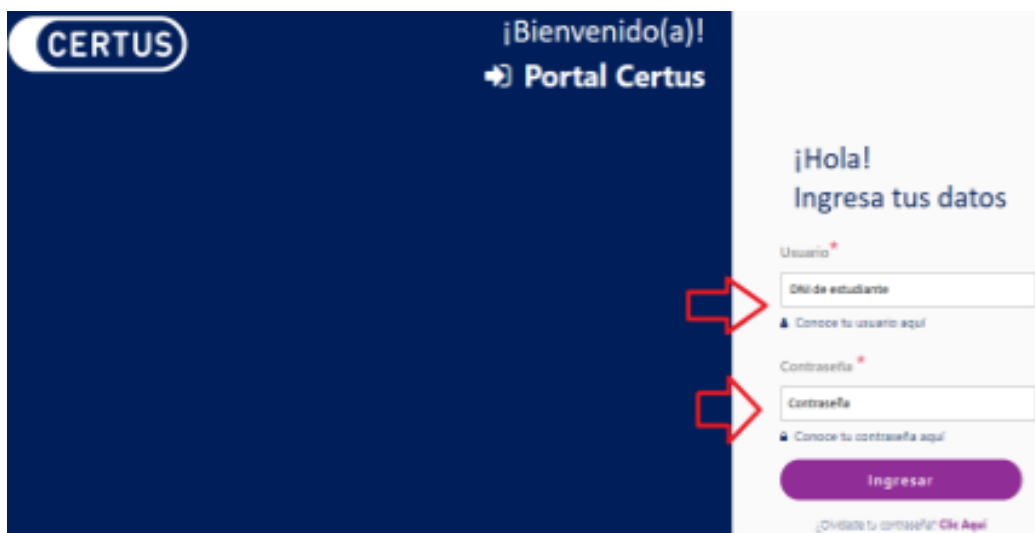 CERTUS
¡Bienvenido(a)!
Portal Certus
¡Hola!
Ingresa tus datos
Usuario*
DNI de estudiante
Conoce tu usuario aquí
Contraseña *
Contraseña
Conoce tu contraseña aquí
Ingresar
¿Olvidaste tu contraseña? Clic Aquí